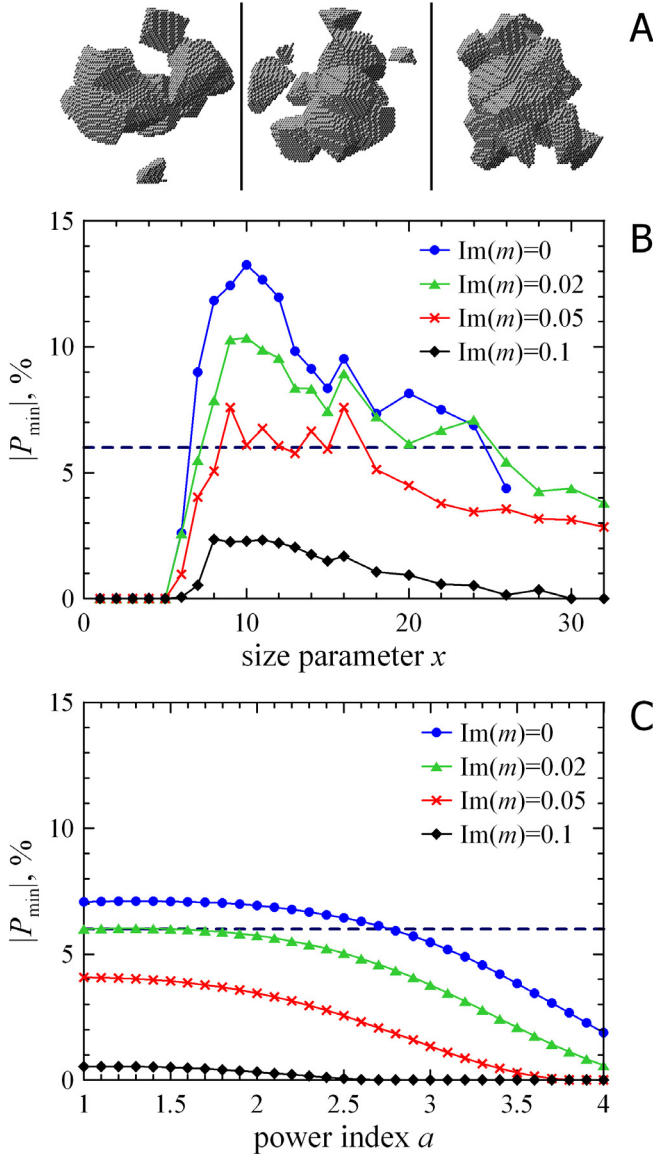 A
B
15
10
5
0
|P_min|, %
Im(m)=0
Im(m)=0.02
Im(m)=0.05
Im(m)=0.1
0 10 20 30
size parameter x
C
15
10
5
0
|P_min|, %
Im(m)=0
Im(m)=0.02
Im(m)=0.05
Im(m)=0.1
1 1.5 2 2.5 3 3.5 4
power index a